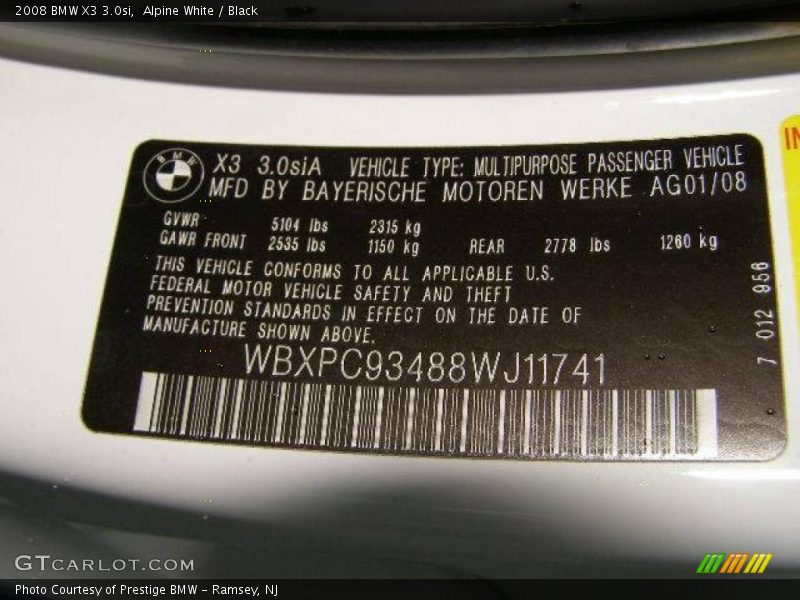 2008 BMW X3 3.0si, Alpine White / Black
IN
BMW
X3 3.0siA VEHICLE TYPE: MULTIPURPOSE PASSENGER VEHICLE
MFD BY BAYERISCHE MOTOREN WERKE AG01/08
GVWR 5104 lbs 2315 kg
GAWR FRONT 2535 lbs 1150 kg REAR 2778 lbs 1260 kg
THIS VEHICLE CONFORMS TO ALL APPLICABLE U.S.
FEDERAL MOTOR VEHICLE SAFETY AND THEFT
PREVENTION STANDARDS IN EFFECT ON THE DATE OF
MANUFACTURE SHOWN ABOVE.
WBXPC93488WJ11741
7 012 956
GTCARLOT.COM
Photo Courtesy of Prestige BMW - Ramsey, NJ